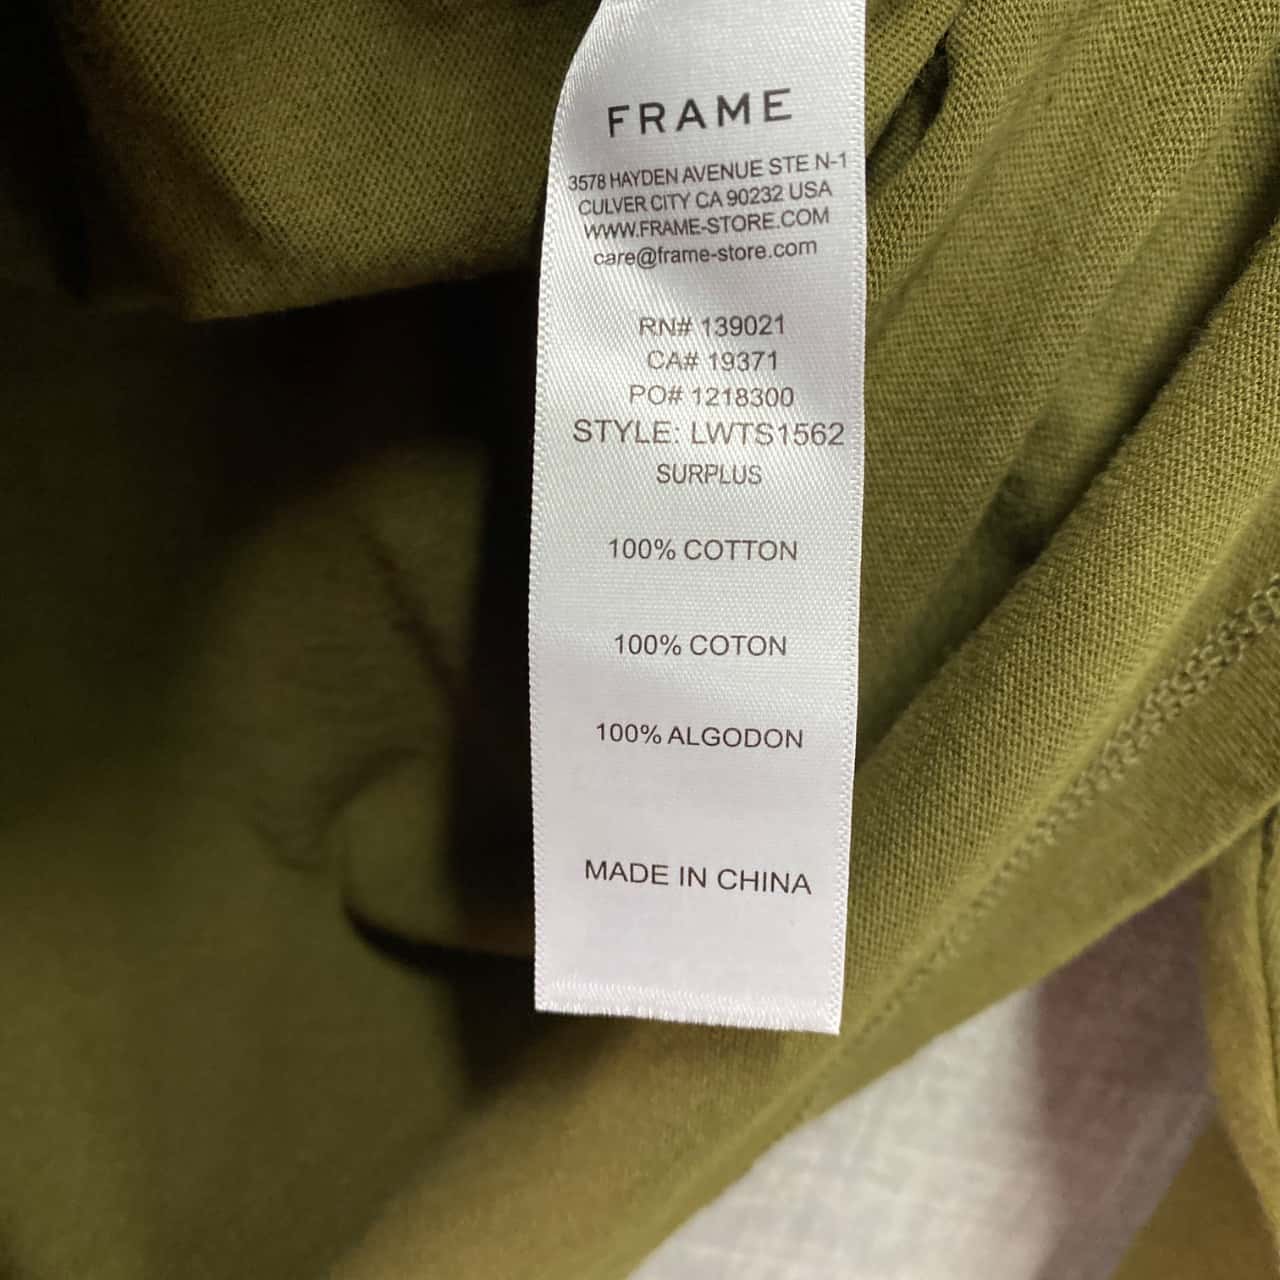 FRAME
3578 HAYDEN AVENUE STE N-1
CULVER CITY CA 90232 USA
WWW.FRAME-STORE.COM
care@frame-store.com
RN# 139021
CA# 19371
PO# 1218300
STYLE: LWTS1562
SURPLUS
100% COTTON
100% COTON
100% ALGODON
MADE IN CHINA